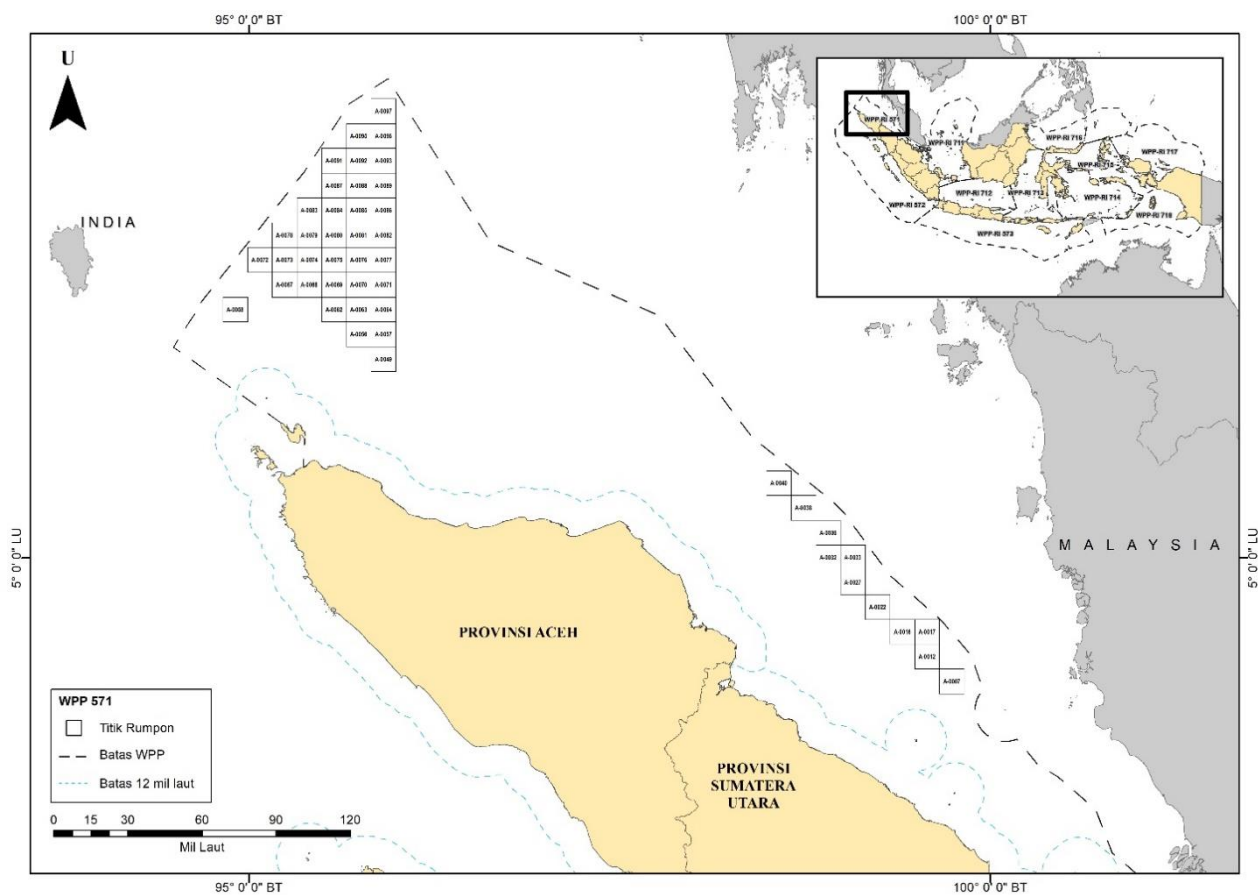 95° 0' 0" BT
100° 0' 0" BT
U
WPP-RI 571
WPP-RI 711
WPP-RI 716
WPP-RI 717
WPP-RI 715
WPP-RI 712
WPP-RI 713
WPP-RI 714
WPP-RI 718
WPP-RI 572
WPP-RI 573
INDIA
A-0097
A-0095 A-0096
A-0091 A-0092 A-0093
A-0087 A-0088 A-0089
A-0083 A-0084 A-0085 A-0086
A-0078 A-0079 A-0080 A-0081 A-0082
A-0072 A-0073 A-0074 A-0075 A-0076 A-0077
A-0067 A-0068 A-0069 A-0070 A-0071
A-0062 A-0063 A-0064
A-0056 A-0057
A-0049
A-0040
A-0027
A-0022
A-0017
A-0012
A-0007
5° 0' 0" LU
5° 0' 0" LU
MALAYSIA
PROVINSI ACEH
PROVINSI
SUMATERA
UTARA
WPP 571
Titik Rumpon
Batas WPP
Batas 12 mil laut
0 15 30 60 90 120
Mil Laut
95° 0' 0" BT
100° 0' 0" BT